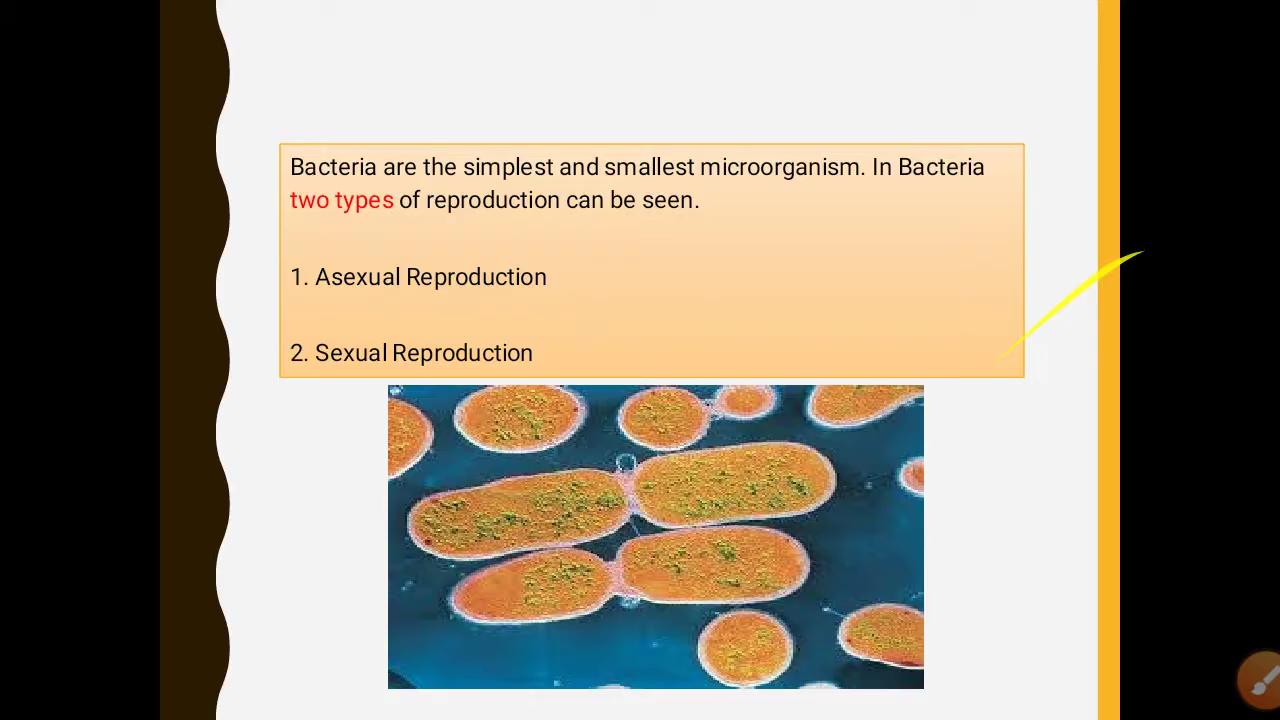 Bacteria are the simplest and smallest microorganism. In Bacteria
two types of reproduction can be seen.
1. Asexual Reproduction
2. Sexual Reproduction